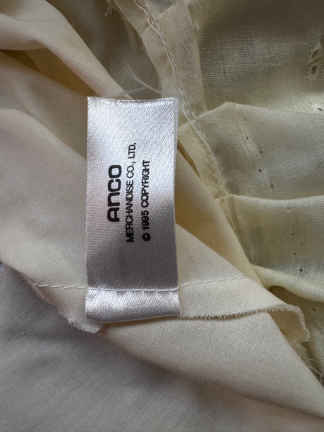 ANCO
MERCHANDISE CO., LTD.
© 1995 COPYRIGHT